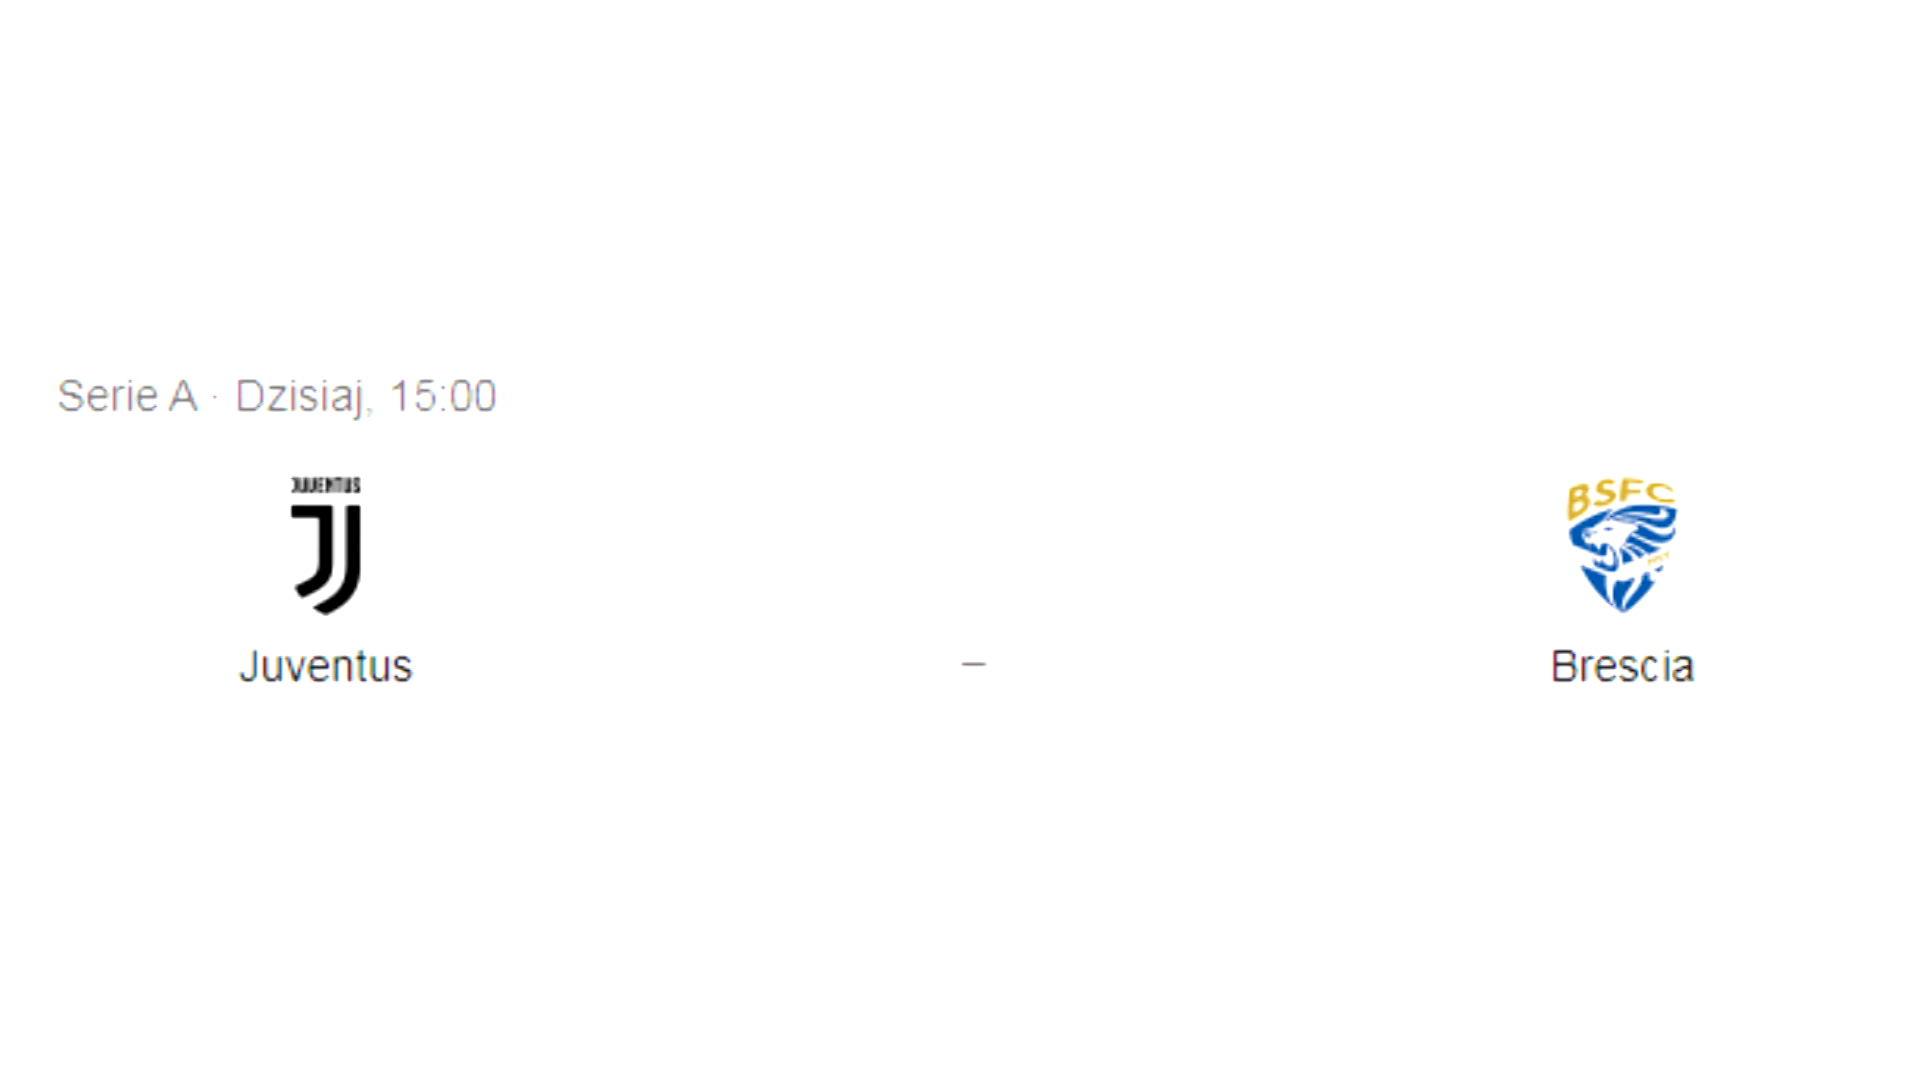 Serie A · Dzisiaj, 15:00
JUVENTUS
BSFC
Juventus
–
Brescia